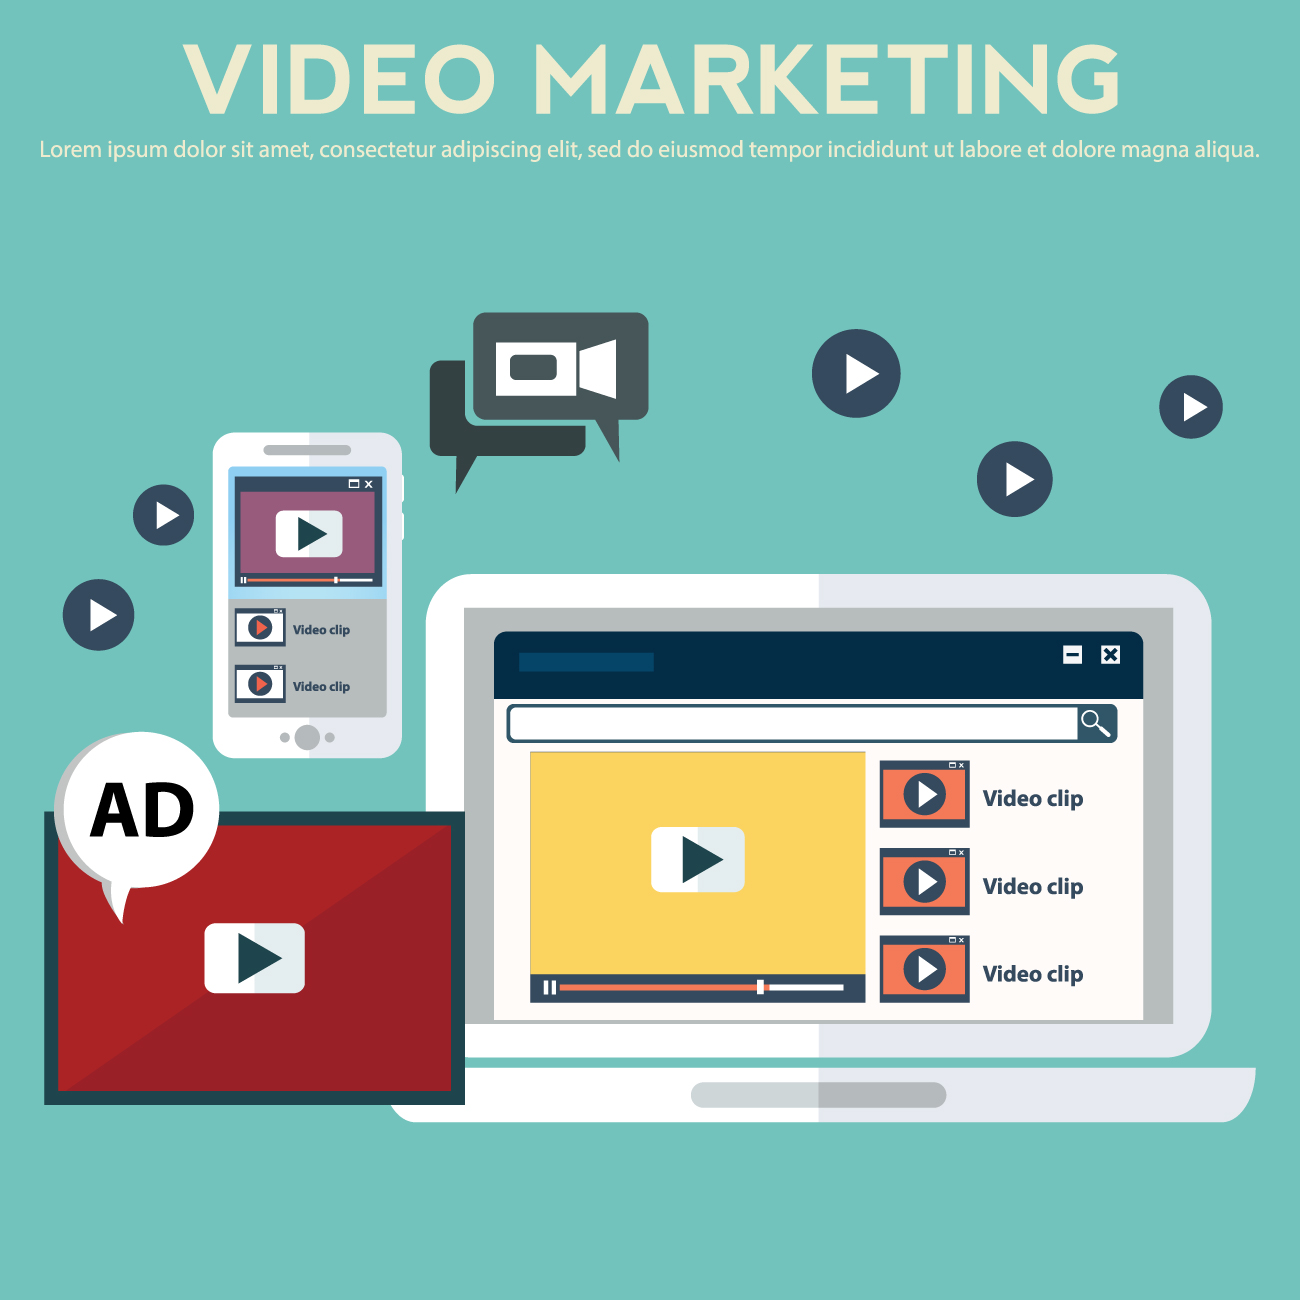 VIDEO MARKETING
Lorem ipsum dolor sit amet, consectetur adipiscing elit, sed do eiusmod tempor incididunt ut labore et dolore magna aliqua.
Video clip
Video clip
AD
Video clip
Video clip
Video clip